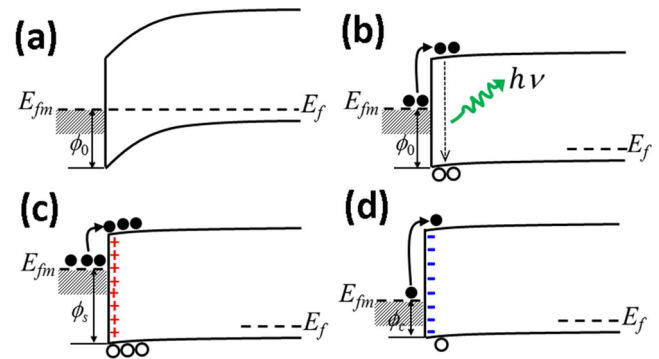 (a)
E_fm
E_f
ϕ_0
(b)
hν
E_fm
ϕ_0
E_f
(c)
+
+
+
+
+
+
+
+
E_fm
ϕ_s
E_f
(d)
E_fm
ϕ_c
E_f